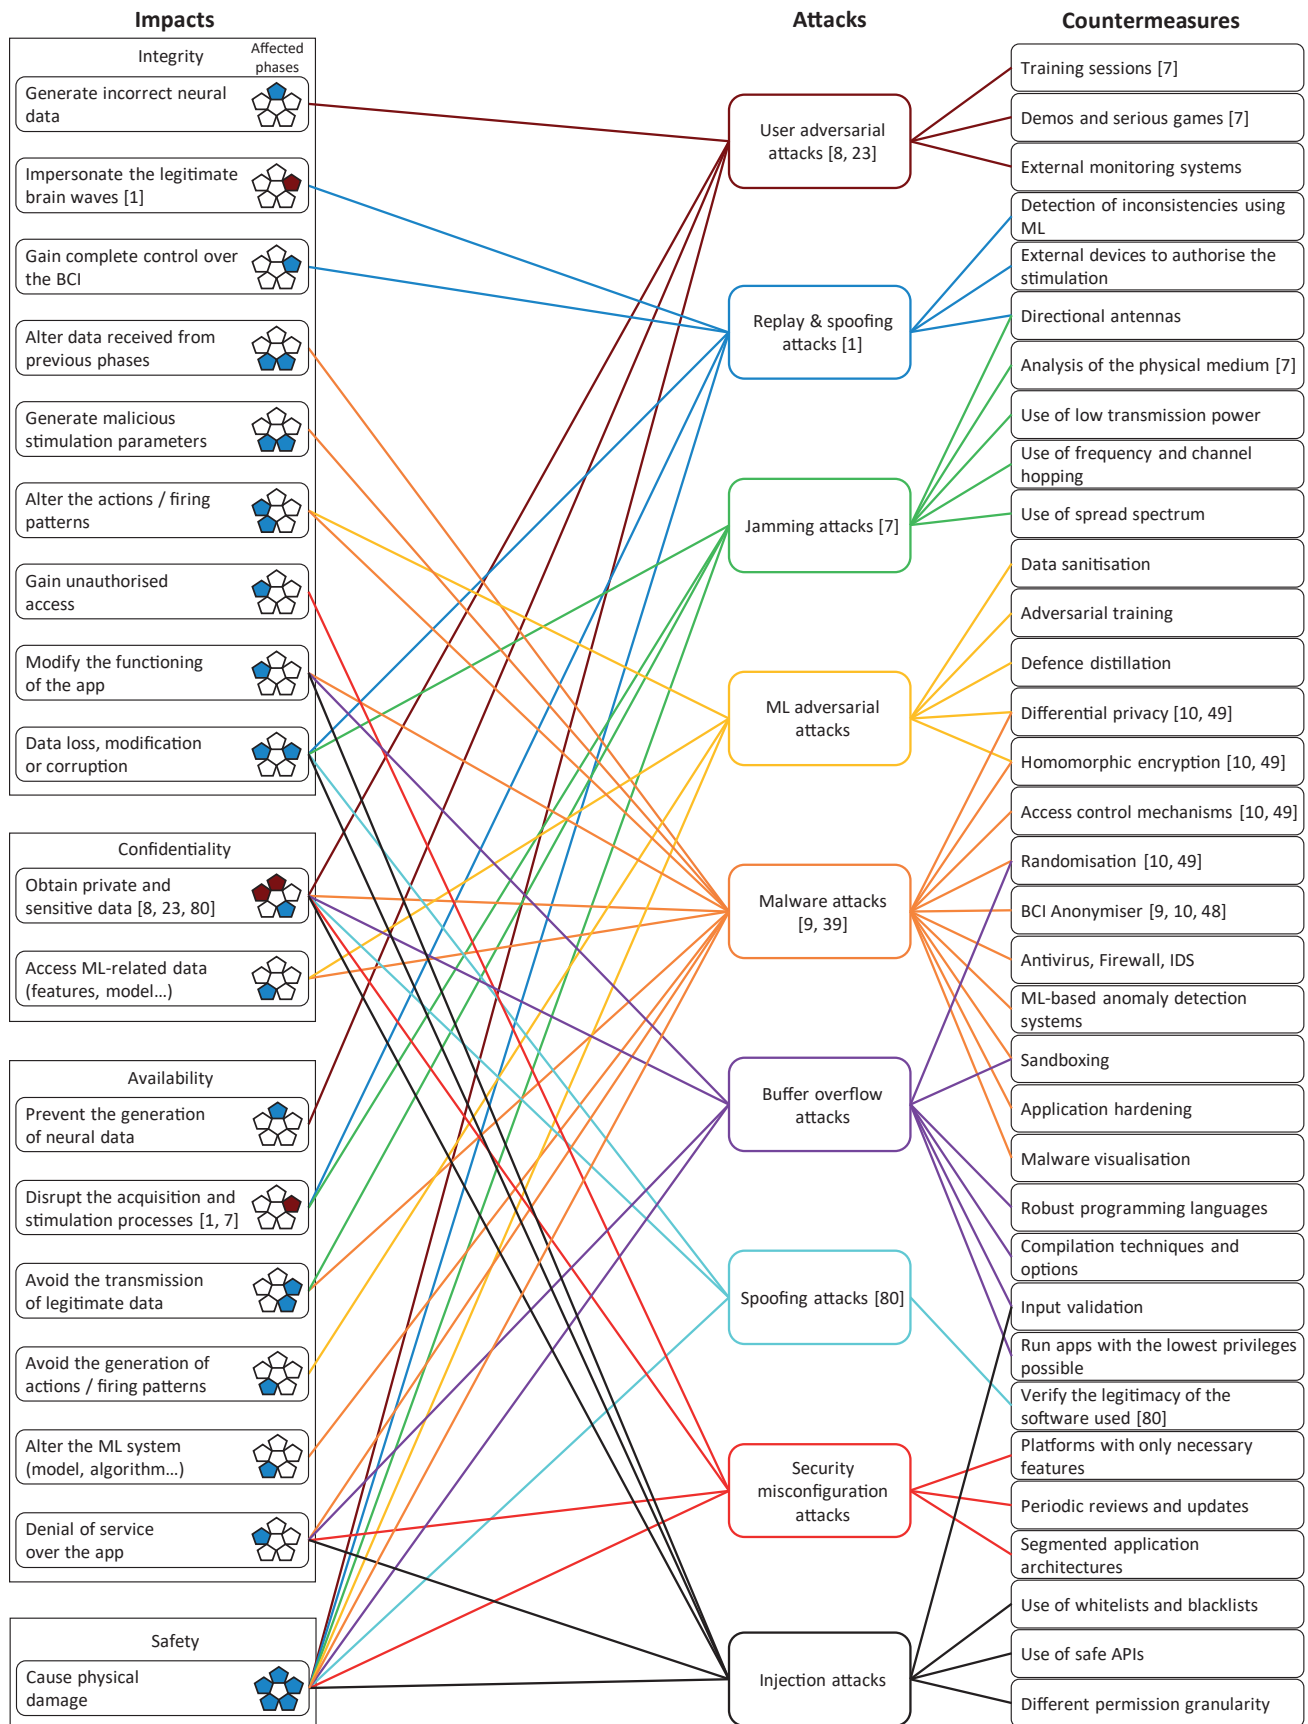 Impacts
Attacks
Countermeasures
Integrity
Affected
phases
Generate incorrect neural
data
Impersonate the legitimate
brain waves [1]
Gain complete control over
the BCI
Alter data received from
previous phases
Generate malicious
stimulation parameters
Alter the actions / firing
patterns
Gain unauthorised
access
Modify the functioning
of the app
Data loss, modification
or corruption
Confidentiality
Obtain private and
sensitive data [8, 23, 80]
Access ML-related data
(features, model...)
Availability
Prevent the generation
of neural data
Disrupt the acquisition and
stimulation processes [1, 7]
Avoid the transmission
of legitimate data
Avoid the generation of
actions / firing patterns
Alter the ML system
(model, algorithm...)
Denial of service
over the app
Safety
Cause physical
damage
User adversarial
attacks [8, 23]
Replay & spoofing
attacks [1]
Jamming attacks [7]
ML adversarial
attacks
Malware attacks
[9, 39]
Buffer overflow
attacks
Spoofing attacks [80]
Security
misconfiguration
attacks
Injection attacks
Training sessions [7]
Demos and serious games [7]
External monitoring systems
Detection of inconsistencies using
ML
External devices to authorise the
stimulation
Directional antennas
Analysis of the physical medium [7]
Use of low transmission power
Use of frequency and channel
hopping
Use of spread spectrum
Data sanitisation
Adversarial training
Defence distillation
Differential privacy [10, 49]
Homomorphic encryption [10, 49]
Access control mechanisms [10, 49]
Randomisation [10, 49]
BCI Anonymiser [9, 10, 48]
Antivirus, Firewall, IDS
ML-based anomaly detection
systems
Sandboxing
Application hardening
Malware visualisation
Robust programming languages
Compilation techniques and
options
Input validation
Run apps with the lowest privileges
possible
Verify the legitimacy of the
software used [80]
Platforms with only necessary
features
Periodic reviews and updates
Segmented application
architectures
Use of whitelists and blacklists
Use of safe APIs
Different permission granularity